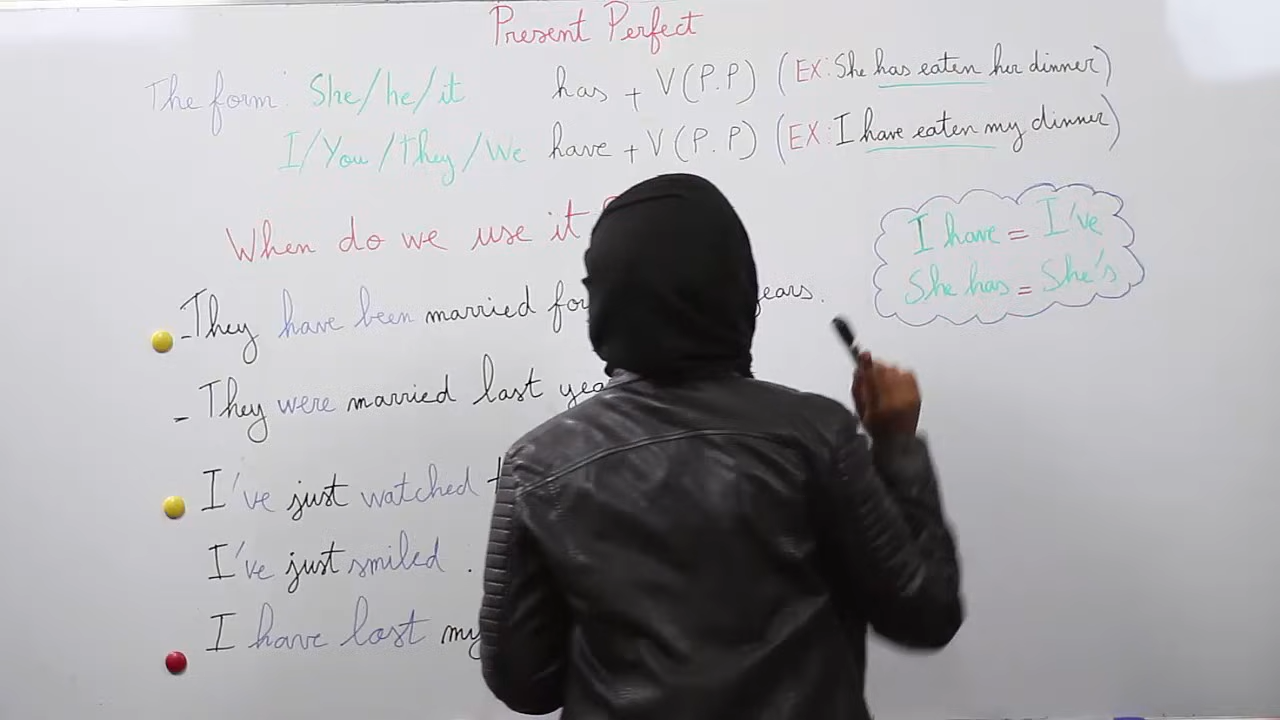 Present Perfect
The form: She/he/it has + V(P.P) (EX: She has eaten her dinner)
I/You/They/We have + V(P.P) (EX: I have eaten my dinner)
When do we use it
I have = I've
She has = She's
- They have been married for years.
- They were married last
I've just watched
I've just smiled.
I have lost my